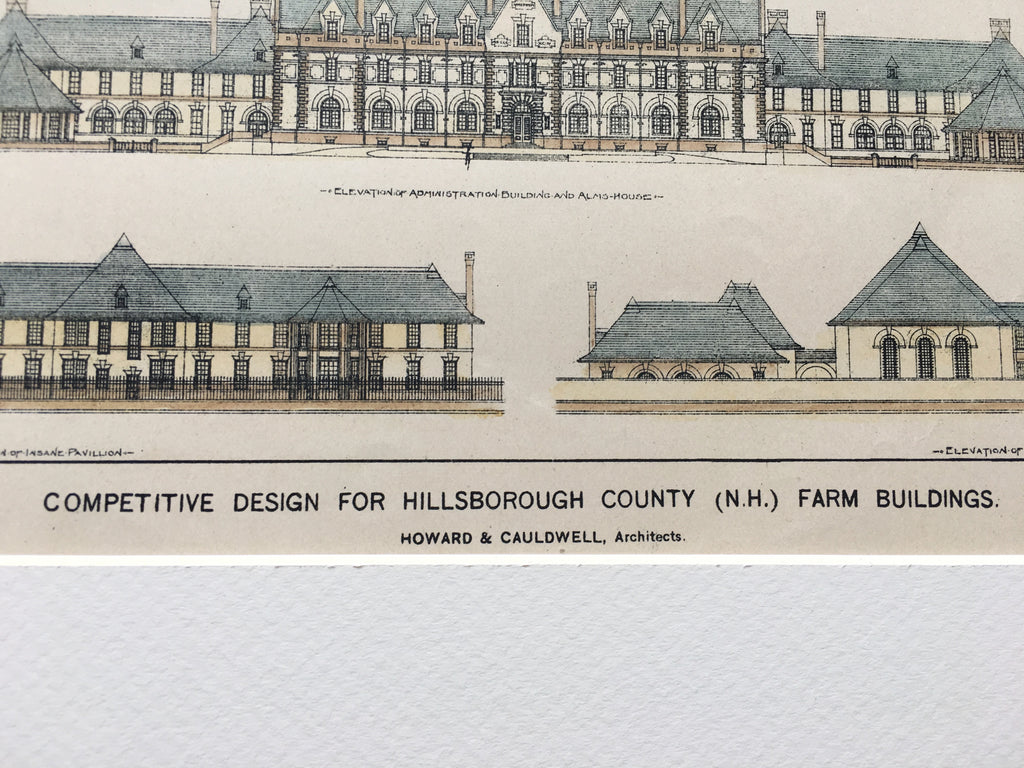 ELEVATION OF ADMINISTRATION BUILDING AND ALMS-HOUSE
N OF INSANE PAVILLION
ELEVATION OF
COMPETITIVE DESIGN FOR HILLSBOROUGH COUNTY (N.H.) FARM BUILDINGS.
HOWARD & CAULDWELL, Architects.